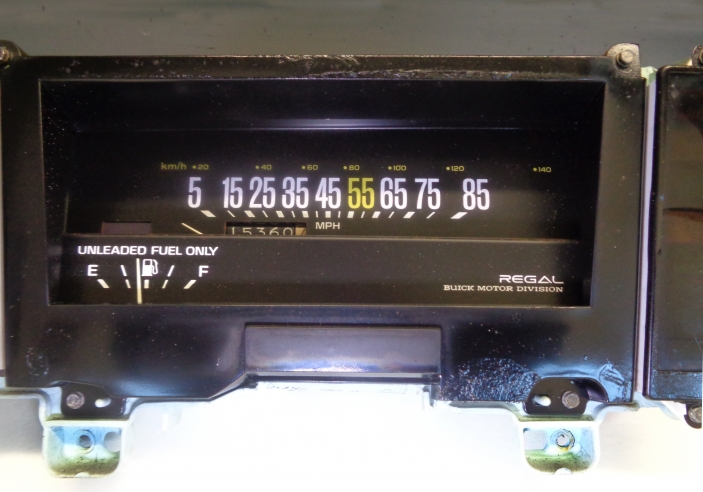 km/h 20 40 60 80 100 120 140
5 15 25 35 45 55 65 75 85
MPH
15360
UNLEADED FUEL ONLY
E F
REGAL
BUICK MOTOR DIVISION